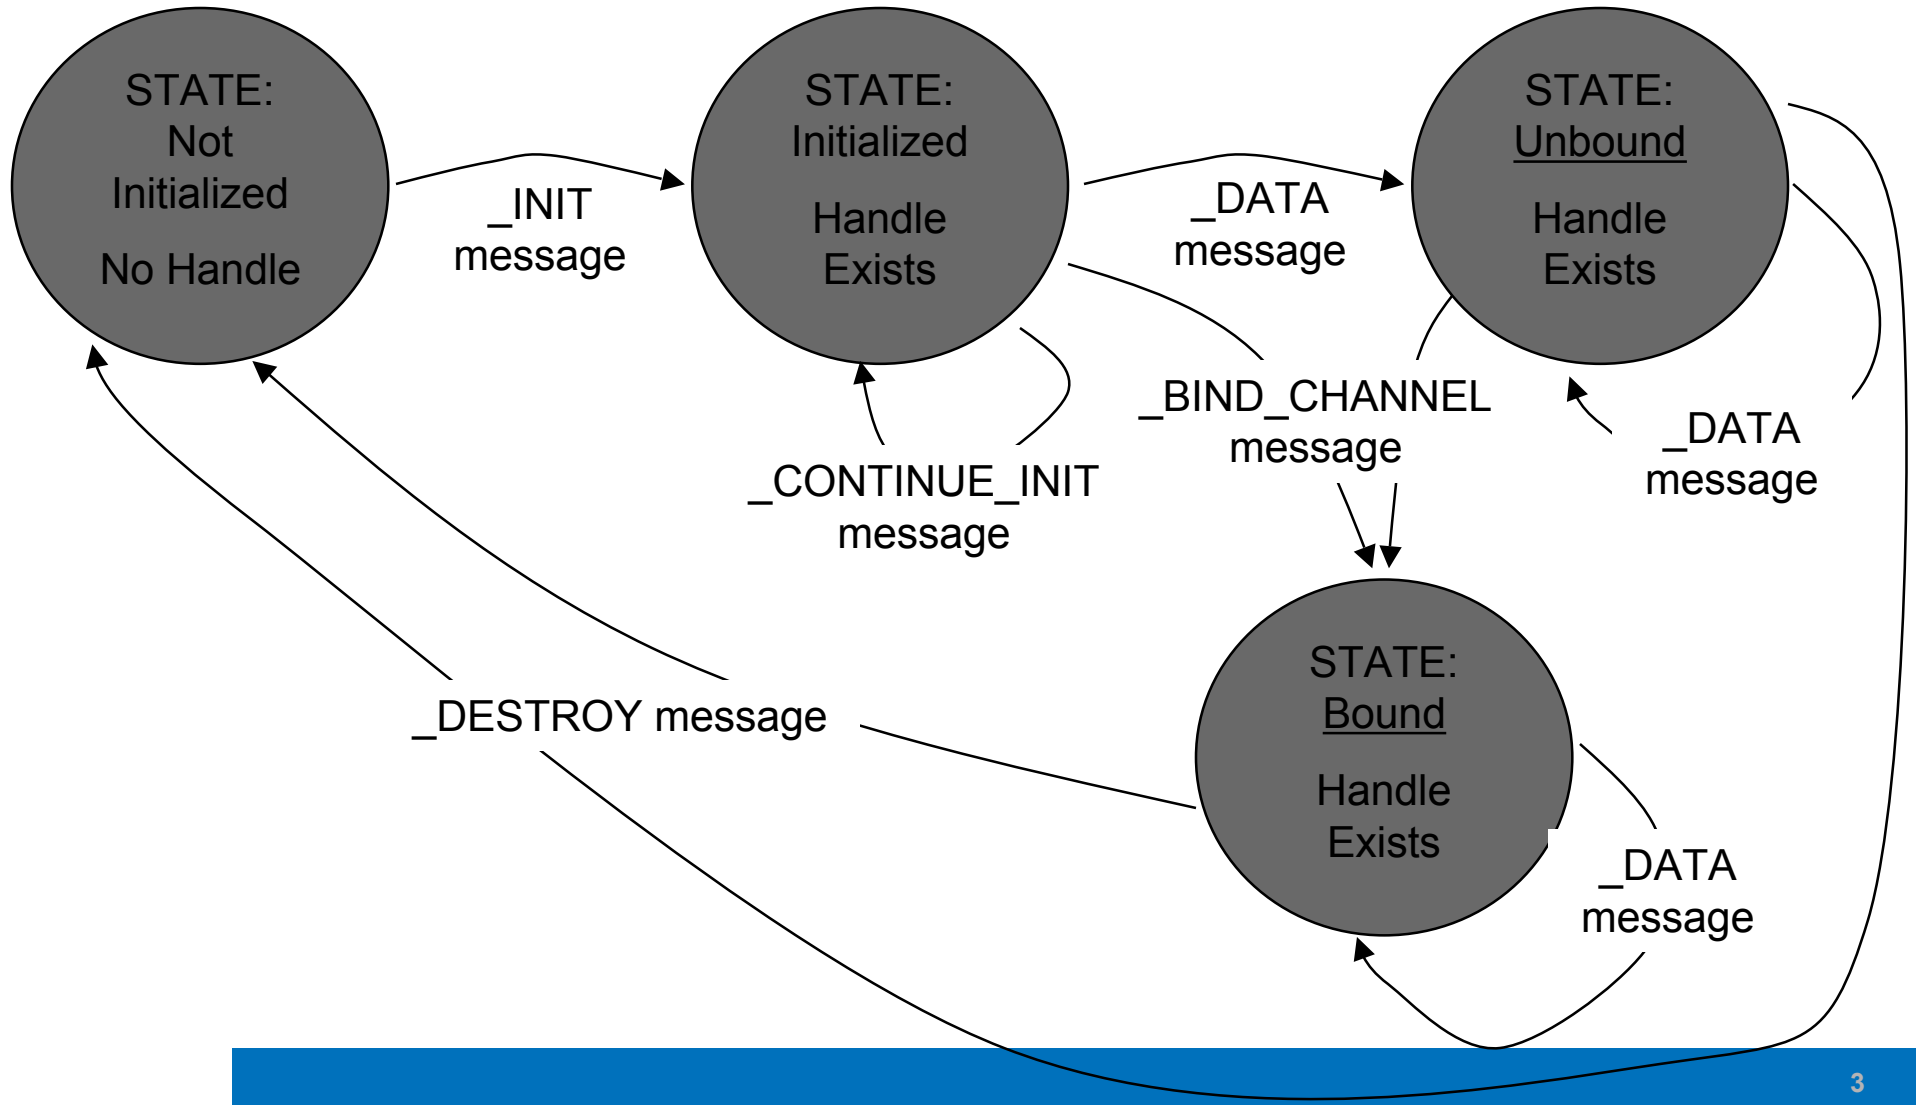 STATE:
Not
Initialized
No Handle
_INIT
message
STATE:
Initialized
Handle
Exists
_DATA
message
STATE:
Unbound
Handle
Exists
_CONTINUE_INIT
message
_BIND_CHANNEL
message
_DATA
message
_DESTROY message
STATE:
Bound
Handle
Exists
_DATA
message
3